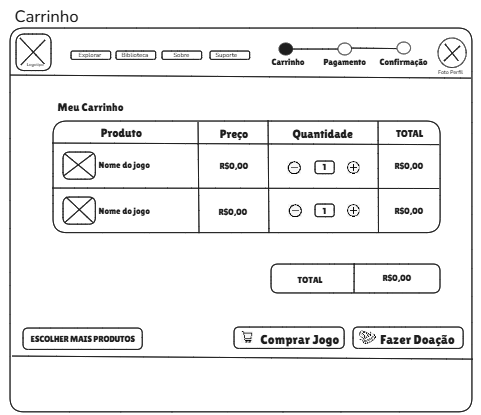 Carrinho
Logotipo
Explorar Biblioteca Sobre Suporte
Carrinho Pagamento Confirmação
Foto Perfil
Meu Carrinho
Produto Preço Quantidade TOTAL
Nome do jogo R$0,00 1 R$0,00
Nome do jogo R$0,00 1 R$0,00
TOTAL R$0,00
ESCOLHER MAIS PRODUTOS Comprar Jogo Fazer Doação